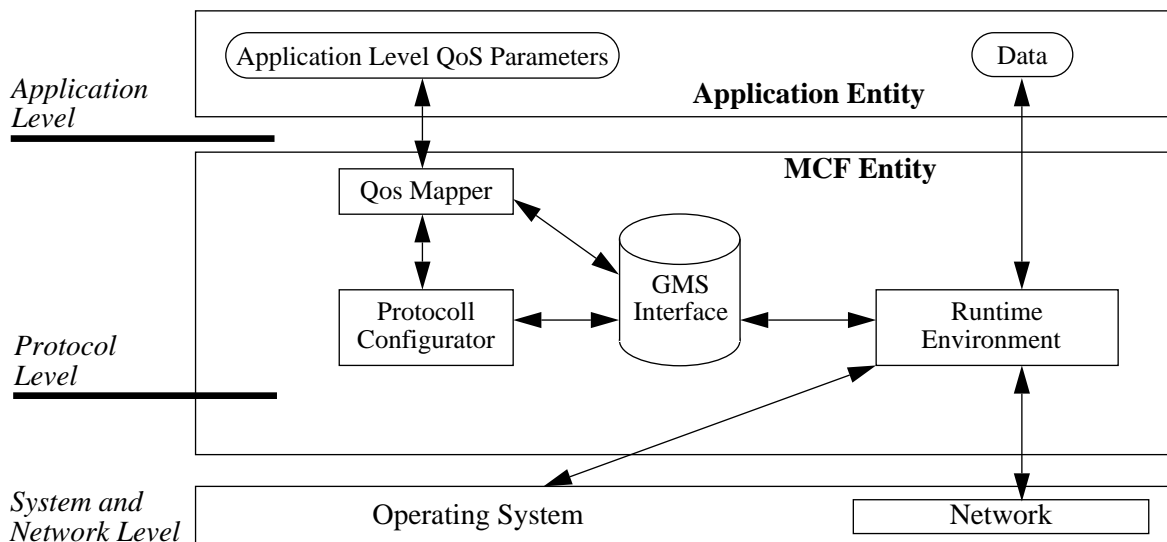 Application Level QoS Parameters
Data
Application
Level
Application Entity
MCF Entity
Qos Mapper
GMS
Interface
Protocoll
Configurator
Runtime
Environment
Protocol
Level
System and
Network Level
Operating System
Network